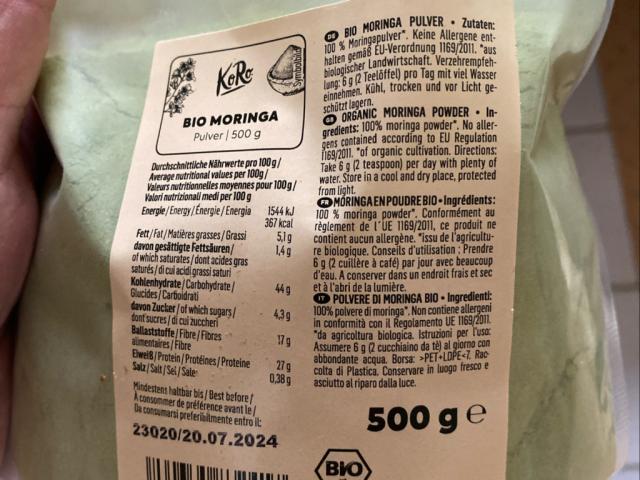 KoRo
Symbolbild
BIO MORINGA
Pulver | 500 g
Durchschnittliche Nährwerte pro 100g /
Average nutritional values per 100g/
Valeurs nutritionnelles moyennes pour 100g/
Valori nutrizionali medi per 100g
Energie/Energy/Énergie/Energia 1544 kJ
367 kcal
Fett/Fat/Matières grasses/Grassi 5,1 g
davon gesättigte Fettsäuren/ 1,4 g
of which saturates/dont acides gras
saturés/di cui acidi grassi saturi
Kohlenhydrate/Carbohydrate/ 44 g
Glucides/Carboidrati
davon Zucker/of which sugars/ 4,3 g
dont sucres/di cui zuccheri
Ballaststoffe/Fibre/Fibres 17 g
alimentaires/Fibre
Eiweiß/Protein/Protéines/Proteine 27 g
Salz/Salt/Sel/Sale 0,38 g
Mindestens haltbar bis/Best before/
À consommer de préférence avant le/
Da consumarsi preferibilmente entro il:
23020/20.07.2024
DE BIO MORINGA PULVER • Zutaten:
100 % Moringapulver*. Keine Allergene ent-
halten gemäß EU-Verordnung 1169/2011. *aus
biologischer Landwirtschaft. Verzehrempfeh-
lung: 6 g (2 Teelöffel) pro Tag mit viel Wasser
einnehmen. Kühl, trocken und vor Licht ge-
schützt lagern.
GB ORGANIC MORINGA POWDER • In-
gredients: 100% moringa powder*. No aller-
gens contained according to EU Regulation
1169/2011. *of organic cultivation. Directions:
Take 6 g (2 teaspoon) per day with plenty of
water. Store in a cool and dry place, protected
from light.
FR MORINGA EN POUDRE BIO • Ingrédients:
100 % moringa powder*. Conformément au
règlement de l'UE 1169/2011, ce produit ne
contient aucun allergène. *issu de l'agricultu-
re biologique. Conseils d'utilisation : Prendre
6 g (2 cuillère à café) par jour avec beaucoup
d'eau. A conserver dans un endroit frais et sec
et à l'abri de la lumière.
IT POLVERE DI MORINGA BIO • Ingredienti:
100% polvere di moringa*. Non contiene allergeni
in conformità con il Regolamento UE 1169/2011.
*da agricoltura biologica. Istruzioni per l'uso:
Assumere 6 g (2 cucchiaino da tè) al giorno con
abbondante acqua. Borsa: >PET+LDPE<7. Rac-
colta di Plastica. Conservare in luogo fresco e
asciutto al riparo dalla luce.
500 g e
BIO